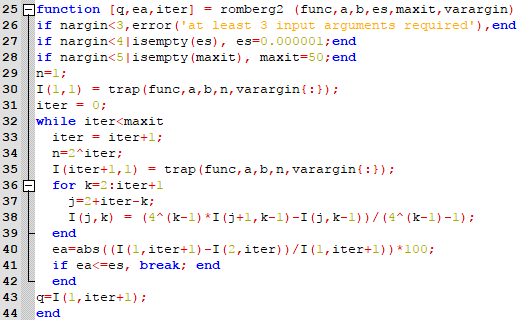 25 function [q,ea,iter] = romberg2 (func,a,b,es,maxit,varargin)
26 if nargin<3,error('at least 3 input arguments required'),end
27 if nargin<4|isempty(es), es=0.000001;end
28 if nargin<5|isempty(maxit), maxit=50;end
29 n=1;
30 I(1,1) = trap(func,a,b,n,varargin{:});
31 iter = 0;
32 while iter<maxit
33 iter = iter+1;
34 n=2^iter;
35 I(iter+1,1) = trap(func,a,b,n,varargin{:});
36 for k=2:iter+1
37 j=2+iter-k;
38 I(j,k) = (4^(k-1)*I(j+1,k-1)-I(j,k-1))/(4^(k-1)-1);
39 end
40 ea=abs((I(1,iter+1)-I(2,iter))/I(1,iter+1))*100;
41 if ea<=es, break; end
42 end
43 q=I(1,iter+1);
44 end